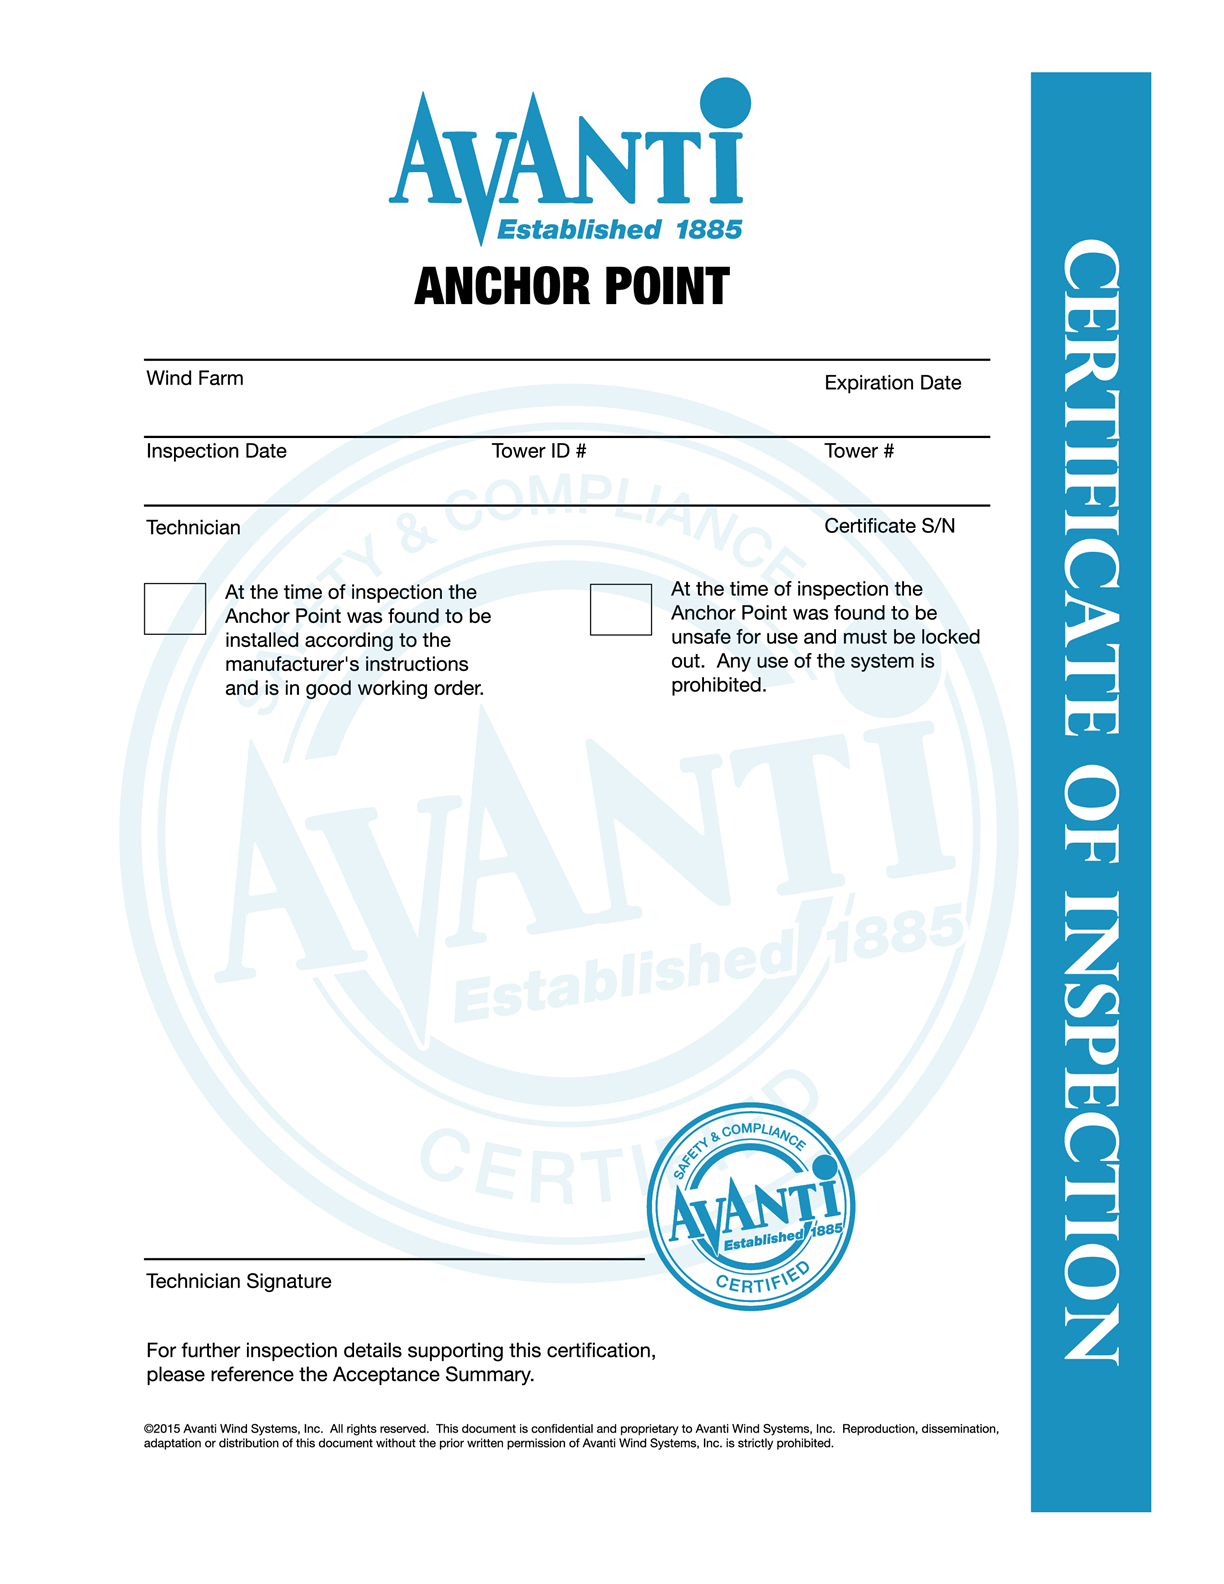 AVANTI
Established 1885
ANCHOR POINT
Wind Farm
Expiration Date
Inspection Date
Tower ID #
Tower #
Technician
Certificate S/N
At the time of inspection the
Anchor Point was found to be
installed according to the
manufacturer's instructions
and is in good working order.
At the time of inspection the
Anchor Point was found to be
unsafe for use and must be locked
out.  Any use of the system is
prohibited.
SAFETY & COMPLIANCE
AVANTI
Established 1885
CERTIFIED
SAFETY & COMPLIANCE
AVANTI
Established 1885
CERTIFIED
Technician Signature
For further inspection details supporting this certification,
please reference the Acceptance Summary.
©2015 Avanti Wind Systems, Inc.  All rights reserved.  This document is confidential and proprietary to Avanti Wind Systems, Inc.  Reproduction, dissemination,
adaptation or distribution of this document without the prior written permission of Avanti Wind Systems, Inc. is strictly prohibited.
CERTIFICATE OF INSPECTION